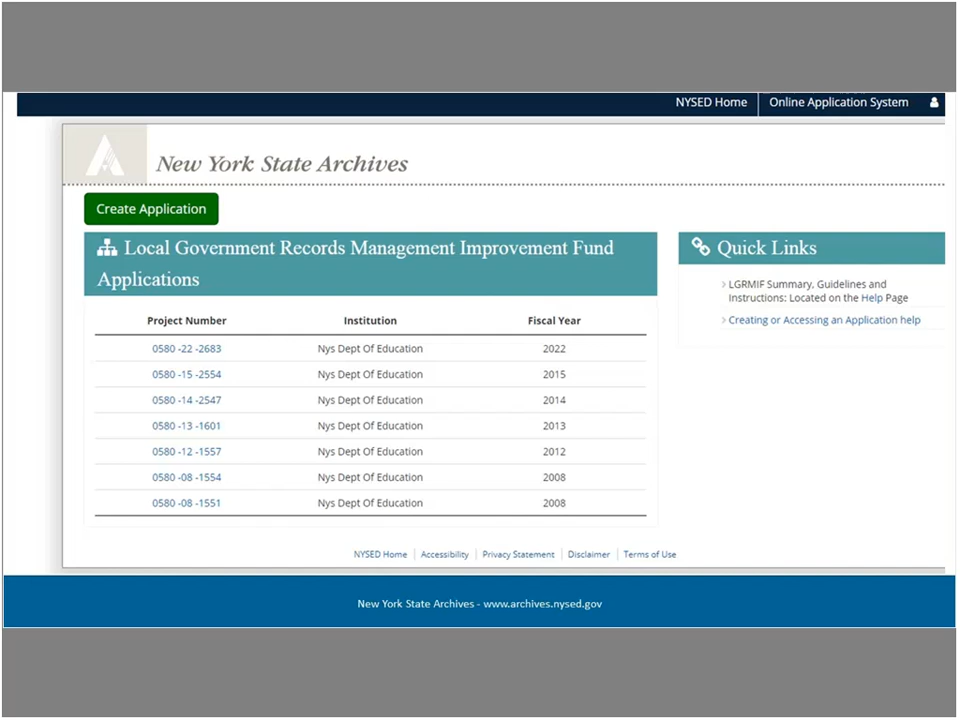 NYSED Home Online Application System
New York State Archives
Create Application
Local Government Records Management Improvement Fund
Applications
Project Number Institution Fiscal Year
0580 -22 -2683 Nys Dept Of Education 2022
0580 -15 -2554 Nys Dept Of Education 2015
0580 -14 -2547 Nys Dept Of Education 2014
0580 -13 -1601 Nys Dept Of Education 2013
0580 -12 -1557 Nys Dept Of Education 2012
0580 -08 -1554 Nys Dept Of Education 2008
0580 -08 -1551 Nys Dept Of Education 2008
Quick Links
LGRMIF Summary, Guidelines and
Instructions: Located on the Help Page
Creating or Accessing an Application help
NYSED Home Accessibility Privacy Statement Disclaimer Terms of Use
New York State Archives - www.archives.nysed.gov